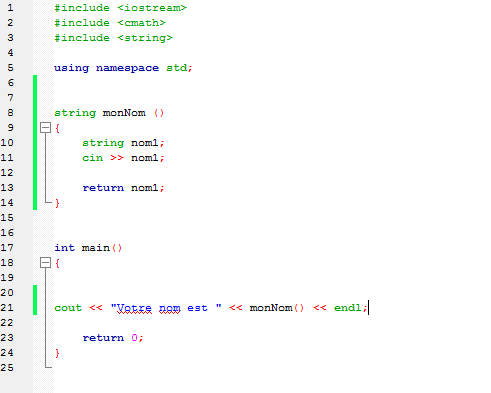 1 #include <iostream>
2 #include <cmath>
3 #include <string>
4
5 using namespace std;
6
7
8 string monNom ()
9 {
10 string nom1;
11 cin >> nom1;
12
13 return nom1;
14 }
15
16
17 int main()
18 {
19
20
21 cout << "Votre nom est " << monNom() << endl;
22
23 return 0;
24 }
25